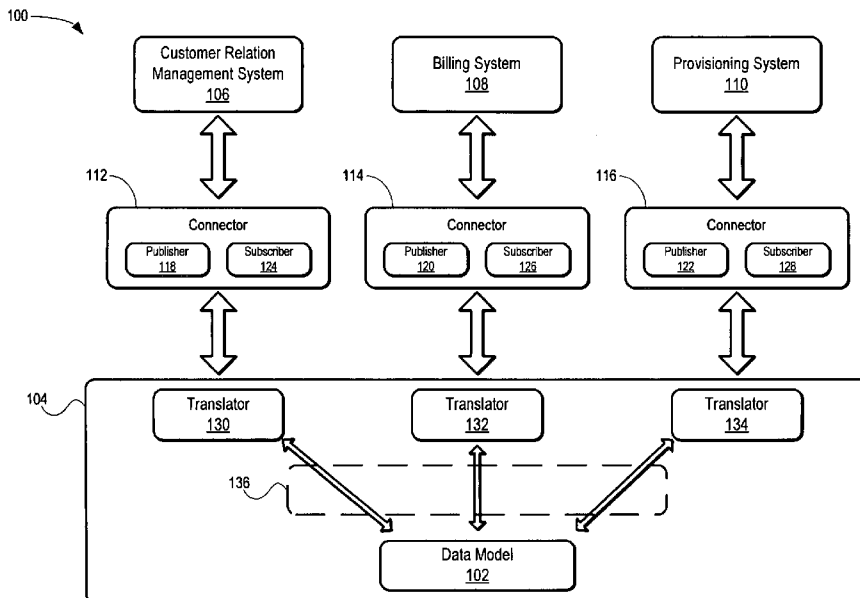 100
Customer Relation
Management System
106
Billing System
108
Provisioning System
110
112
114
116
Connector
Publisher
118
Subscriber
124
Connector
Publisher
120
Subscriber
126
Connector
Publisher
122
Subscriber
128
104
Translator
130
Translator
132
Translator
134
136
Data Model
102